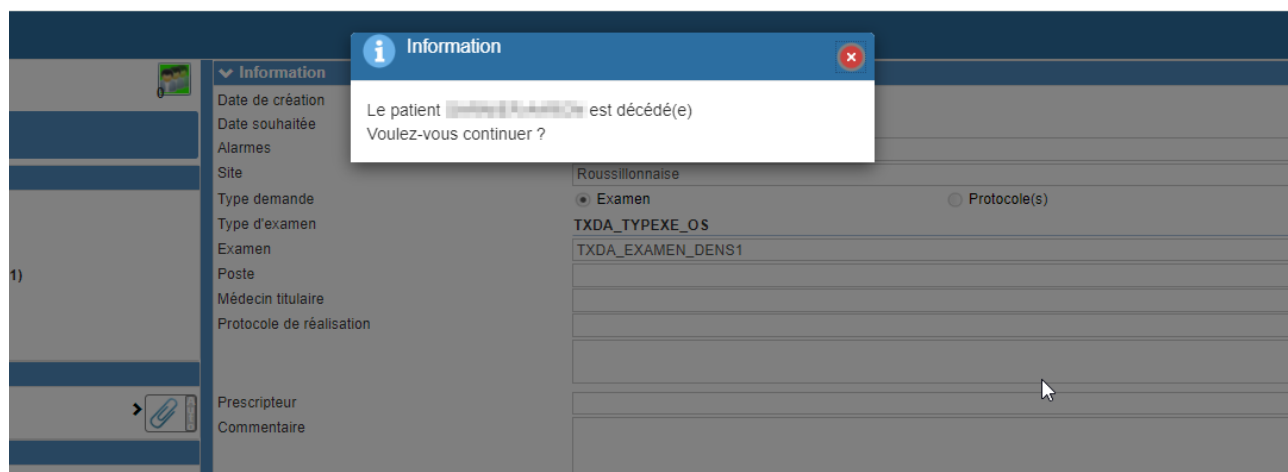 Information
Le patient est décédé(e)
Voulez-vous continuer ?
0
Information
Date de création
Date souhaitée
Alarmes
Site Roussillonnaise
Type demande Examen Protocole(s)
Type d'examen TXDA_TYPEXE_OS
Examen TXDA_EXAMEN_DENS1
1) Poste
Médecin titulaire
Protocole de réalisation
Prescripteur
Commentaire